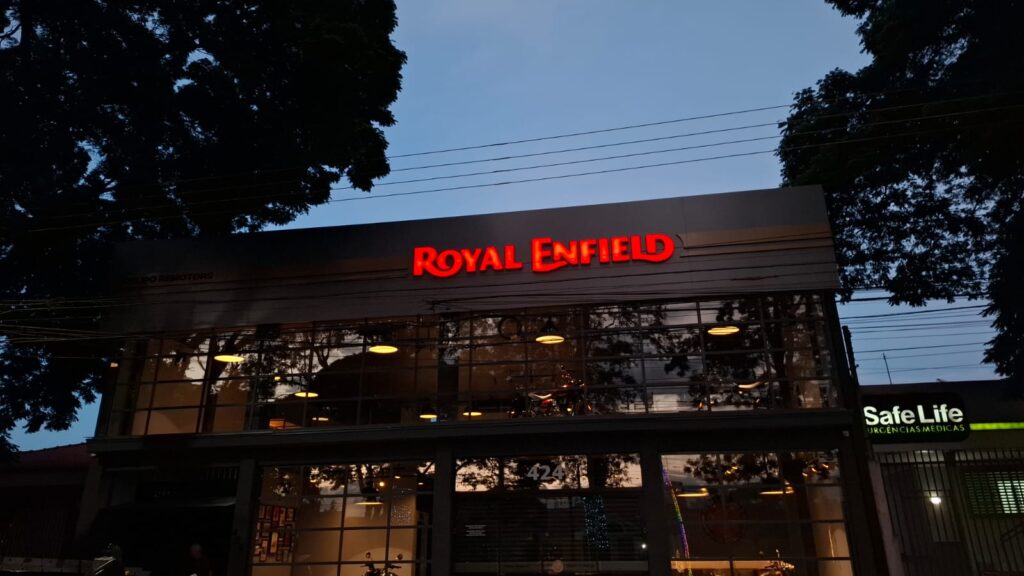 ROYAL ENFIELD
424
Safe Life
URGÊNCIAS MÉDICAS